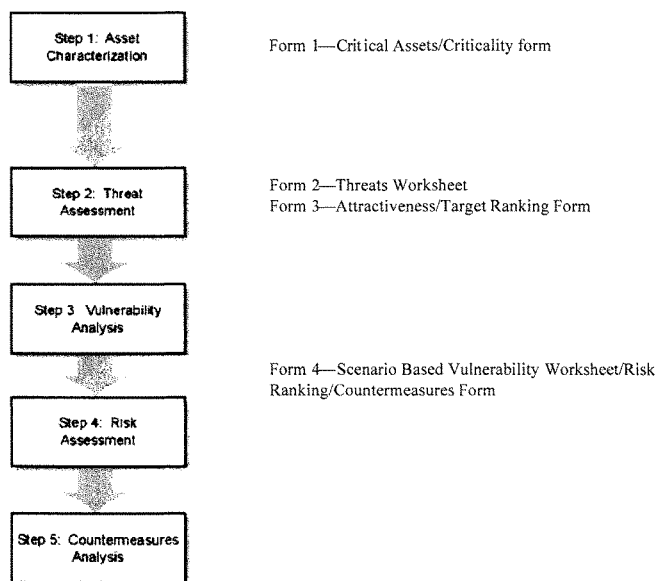 Step 1: Asset
Characterization
Form 1—Critical Assets/Criticality form
Step 2: Threat
Assessment
Form 2—Threats Worksheet
Form 3—Attractiveness/Target Ranking Form
Step 3 Vulnerability
Analysis
Form 4—Scenario Based Vulnerability Worksheet/Risk
Ranking/Countermeasures Form
Step 4: Risk
Assessment
Step 5: Countermeasures
Analysis